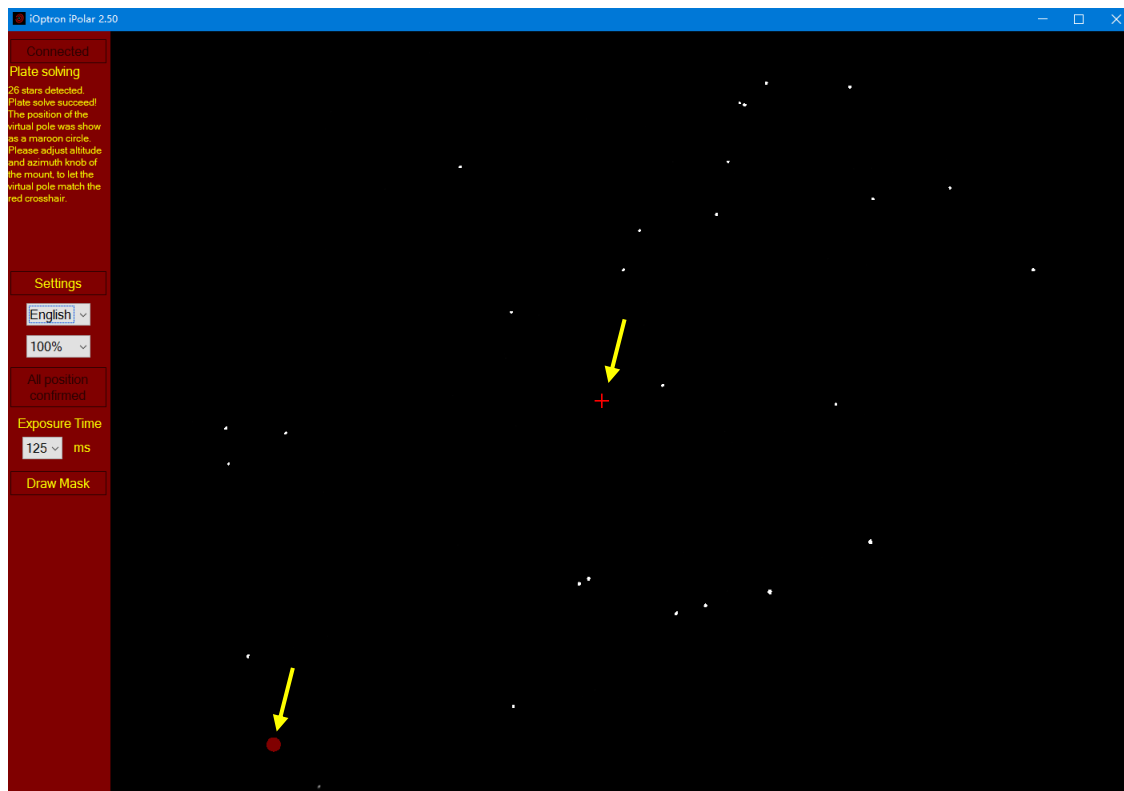 iOptron iPolar 2.50
Connected
Plate solving
26 stars detected.
Plate solve succeed!
The position of the
virtual pole was show
as a maroon circle.
Please adjust altitude
and azimuth knob of
the mount, to let the
virtual pole match the
red crosshair.
Settings
English
100%
All position
confirmed
Exposure Time
125 ms
Draw Mask